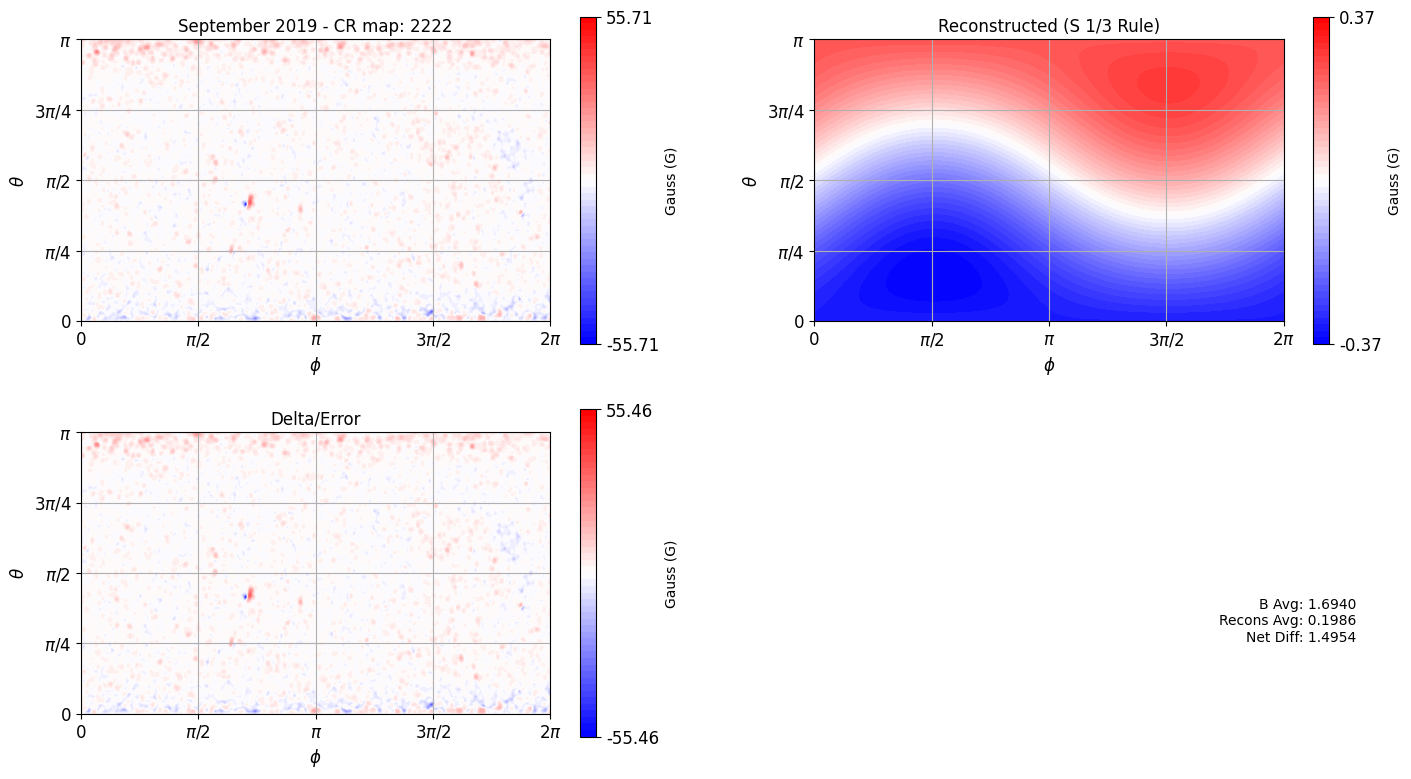 September 2019 - CR map: 2222
55.71
π
3π/4
θ
π/2
π/4
0
0
π/2
π
3π/2
2π
ϕ
-55.71
Gauss (G)
Reconstructed (S 1/3 Rule)
0.37
π
3π/4
θ
π/2
π/4
0
0
π/2
π
3π/2
2π
ϕ
-0.37
Gauss (G)
Delta/Error
55.46
π
3π/4
θ
π/2
π/4
0
0
π/2
π
3π/2
2π
ϕ
-55.46
Gauss (G)
B Avg: 1.6940
Recons Avg: 0.1986
Net Diff: 1.4954